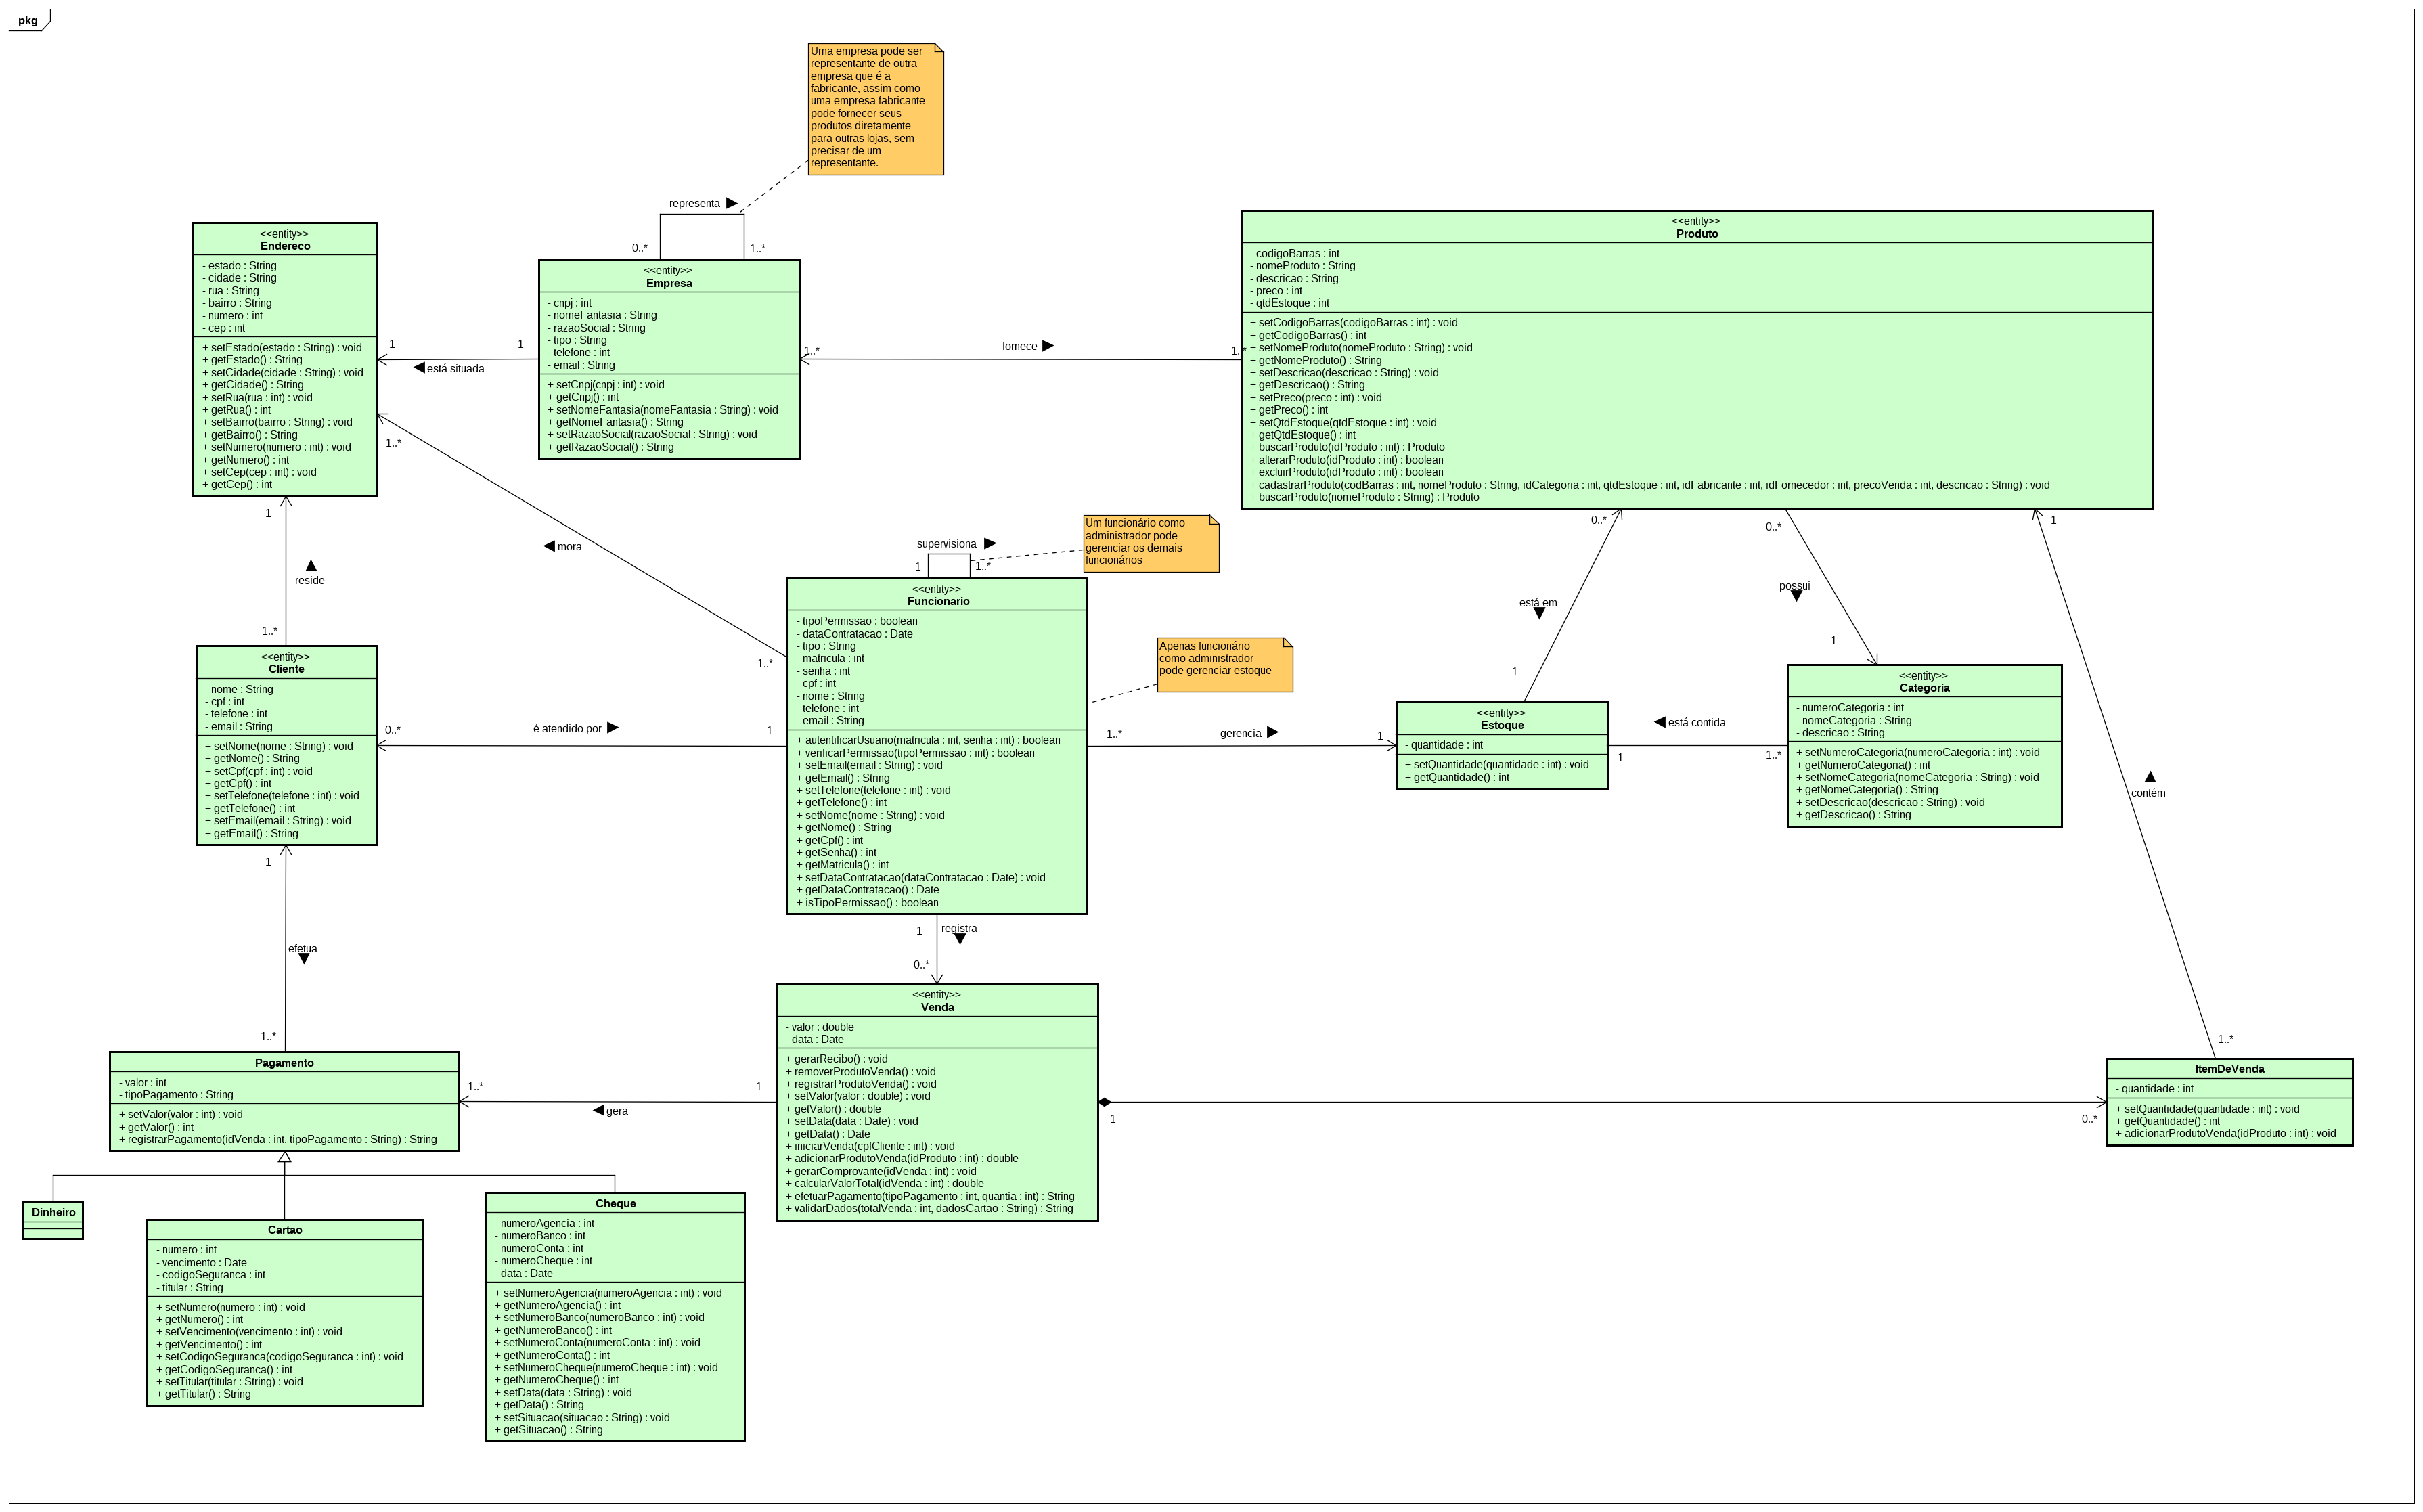 pkg
Uma empresa pode ser
representante de outra
empresa que é a
fabricante, assim como
uma empresa fabricante
pode fornecer seus
produtos diretamente
para outras lojas, sem
precisar de um
representante.
representa
0..*
1..*
<<entity>>
Endereco
- estado : String
- cidade : String
- rua : String
- bairro : String
- numero : int
- cep : int
+ setEstado(estado : String) : void
+ getEstado() : String
+ setCidade(cidade : String) : void
+ getCidade() : String
+ setRua(rua : int) : void
+ getRua() : int
+ setBairro(bairro : String) : void
+ getBairro() : String
+ setNumero(numero : int) : void
+ getNumero() : int
+ setCep(cep : int) : void
+ getCep() : int
1
1
está situada
<<entity>>
Empresa
- cnpj : int
- nomeFantasia : String
- razaoSocial : String
- tipo : String
- telefone : int
- email : String
+ setCnpj(cnpj : int) : void
+ getCnpj() : int
+ setNomeFantasia(nomeFantasia : String) : void
+ getNomeFantasia() : String
+ setRazaoSocial(razaoSocial : String) : void
+ getRazaoSocial() : String
1..*
fornece
1..*
<<entity>>
Produto
- codigoBarras : int
- nomeProduto : String
- descricao : String
- preco : int
- qtdEstoque : int
+ setCodigoBarras(codigoBarras : int) : void
+ getCodigoBarras() : int
+ setNomeProduto(nomeProduto : String) : void
+ getNomeProduto() : String
+ setDescricao(descricao : String) : void
+ getDescricao() : String
+ setPreco(preco : int) : void
+ getPreco() : int
+ setQtdEstoque(qtdEstoque : int) : void
+ getQtdEstoque() : int
+ buscarProduto(idProduto : int) : Produto
+ alterarProduto(idProduto : int) : boolean
+ excluirProduto(idProduto : int) : boolean
+ cadastrarProduto(codBarras : int, nomeProduto : String, idCategoria : int, qtdEstoque : int, idFabricante : int, idFornecedor : int, precoVenda : int, descricao : String) : void
+ buscarProduto(nomeProduto : String) : Produto
1..*
mora
1..*
1
reside
1..*
supervisiona
1
1..*
Um funcionário como
administrador pode
gerenciar os demais
funcionários
0..*
está em
1
0..*
possui
1
1
contém
1..*
<<entity>>
Cliente
- nome : String
- cpf : int
- telefone : int
- email : String
+ setNome(nome : String) : void
+ getNome() : String
+ setCpf(cpf : int) : void
+ getCpf() : int
+ setTelefone(telefone : int) : void
+ getTelefone() : int
+ setEmail(email : String) : void
+ getEmail() : String
0..*
é atendido por
1
<<entity>>
Funcionario
- tipoPermissao : boolean
- dataContratacao : Date
- tipo : String
- matricula : int
- senha : int
- cpf : int
- nome : String
- telefone : int
- email : String
+ autentificarUsuario(matricula : int, senha : int) : boolean
+ verificarPermissao(tipoPermissao : int) : boolean
+ setEmail(email : String) : void
+ getEmail() : String
+ setTelefone(telefone : int) : void
+ getTelefone() : int
+ setNome(nome : String) : void
+ getNome() : String
+ getCpf() : int
+ getSenha() : int
+ getMatricula() : int
+ setDataContratacao(dataContratacao : Date) : void
+ getDataContratacao() : Date
+ isTipoPermissao() : boolean
Apenas funcionário
como administrador
pode gerenciar estoque
1..*
gerencia
1
<<entity>>
Estoque
- quantidade : int
+ setQuantidade(quantidade : int) : void
+ getQuantidade() : int
está contida
1
1..*
<<entity>>
Categoria
- numeroCategoria : int
- nomeCategoria : String
- descricao : String
+ setNumeroCategoria(numeroCategoria : int) : void
+ getNumeroCategoria() : int
+ setNomeCategoria(nomeCategoria : String) : void
+ getNomeCategoria() : String
+ setDescricao(descricao : String) : void
+ getDescricao() : String
1
efetua
1..*
1
registra
0..*
Pagamento
- valor : int
- tipoPagamento : String
+ setValor(valor : int) : void
+ getValor() : int
+ registrarPagamento(idVenda : int, tipoPagamento : String) : String
1..*
1
gera
<<entity>>
Venda
- valor : double
- data : Date
+ gerarRecibo() : void
+ removerProdutoVenda() : void
+ registrarProdutoVenda() : void
+ setValor(valor : double) : void
+ getValor() : double
+ setData(data : Date) : void
+ getData() : Date
+ iniciarVenda(cpfCliente : int) : void
+ adicionarProdutoVenda(idProduto : int) : double
+ gerarComprovante(idVenda : int) : void
+ calcularValorTotal(idVenda : int) : double
+ efetuarPagamento(tipoPagamento : int, quantia : int) : String
+ validarDados(totalVenda : int, dadosCartao : String) : String
1
0..*
ItemDeVenda
- quantidade : int
+ setQuantidade(quantidade : int) : void
+ getQuantidade() : int
+ adicionarProdutoVenda(idProduto : int) : void
Dinheiro
Cartao
- numero : int
- vencimento : Date
- codigoSeguranca : int
- titular : String
+ setNumero(numero : int) : void
+ getNumero() : int
+ setVencimento(vencimento : int) : void
+ getVencimento() : int
+ setCodigoSeguranca(codigoSeguranca : int) : void
+ getCodigoSeguranca() : int
+ setTitular(titular : String) : void
+ getTitular() : String
Cheque
- numeroAgencia : int
- numeroBanco : int
- numeroConta : int
- numeroCheque : int
- data : Date
+ setNumeroAgencia(numeroAgencia : int) : void
+ getNumeroAgencia() : int
+ setNumeroBanco(numeroBanco : int) : void
+ getNumeroBanco() : int
+ setNumeroConta(numeroConta : int) : void
+ getNumeroConta() : int
+ setNumeroCheque(numeroCheque : int) : void
+ getNumeroCheque() : int
+ setData(data : String) : void
+ getData() : String
+ setSituacao(situacao : String) : void
+ getSituacao() : String